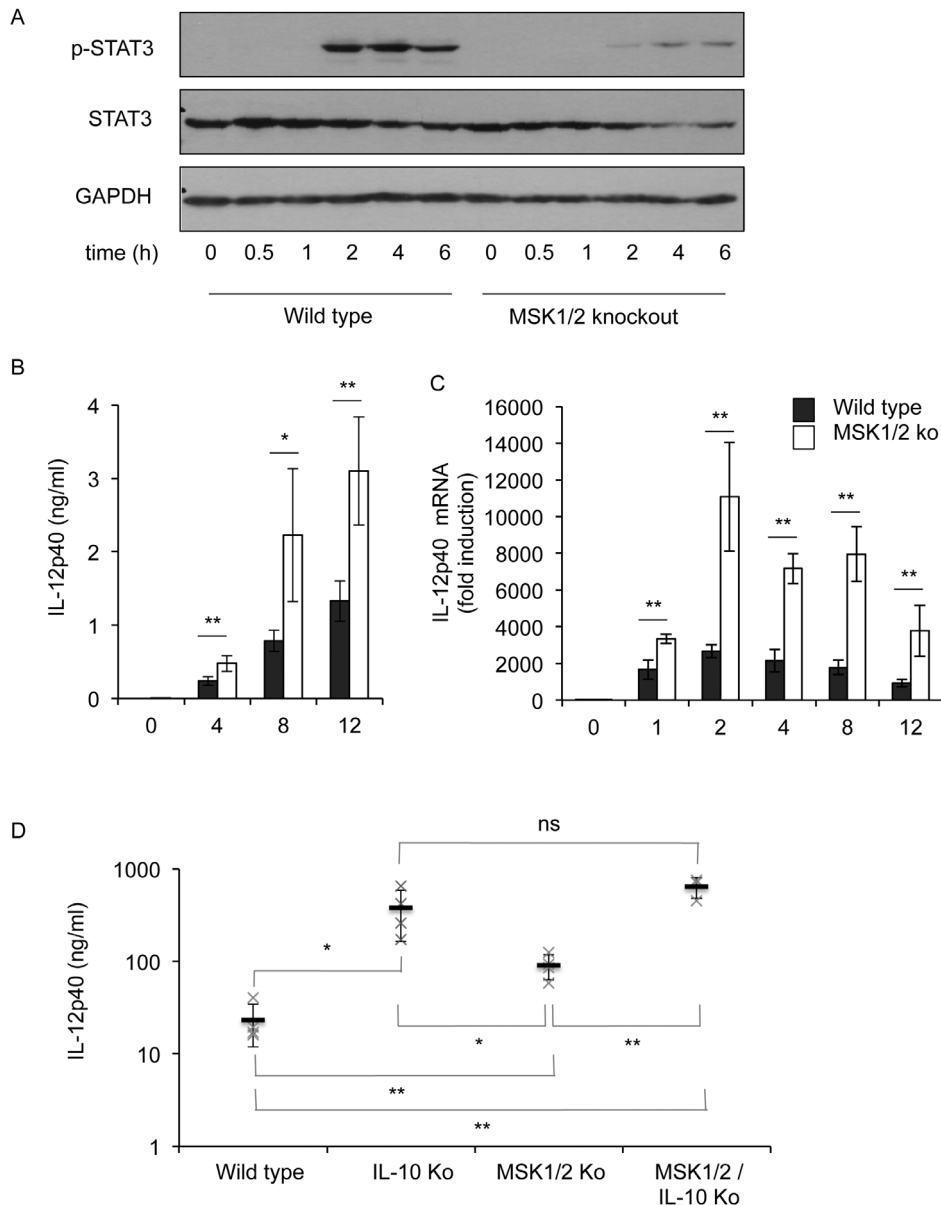 A
p-STAT3
STAT3
GAPDH
time (h) 0 0.5 1 2 4 6 0 0.5 1 2 4 6
Wild type MSK1/2 knockout
B
IL-12p40 (ng/ml)
4
3
2
1
0
** * **
0 4 8 12
C
Wild type
MSK1/2 ko
IL-12p40 mRNA
(fold induction)
16000
14000
12000
10000
8000
6000
4000
2000
0
** ** ** ** **
0 1 2 4 8 12
D
IL-12p40 (ng/ml)
1000
100
10
1
ns
*
* **
**
**
Wild type IL-10 Ko MSK1/2 Ko MSK1/2 /
IL-10 Ko